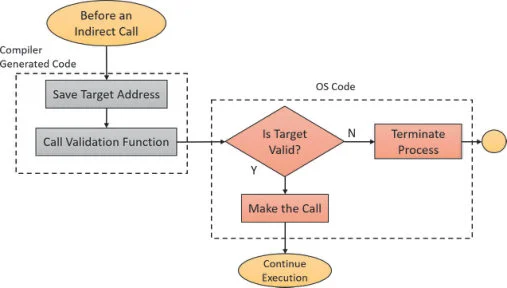 Before an
Indirect Call
Compiler
Generated Code
Save Target Address
Call Validation Function
OS Code
Is Target
Valid?
N
Terminate
Process
Y
Make the Call
Continue
Execution